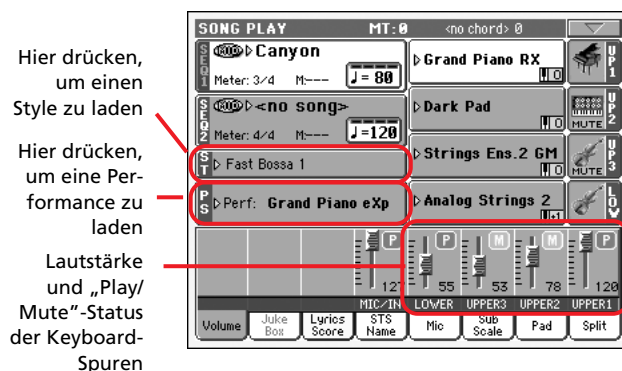 Hier drücken,
um einen
Style zu laden
Hier drücken,
um eine Per-
formance zu
laden
Lautstärke
und „Play/
Mute"-Status
der Keyboard-
Spuren
SONG PLAY MT:0 <no chord> 0
SEQ1 Canyon
Meter: 3/4 M:--- ♩= 80
SEQ2 <no song>
Meter: 4/4 M:--- ♩=120
ST Fast Bossa 1
PS Perf: Grand Piano eXp
Grand Piano RX 0 UP1
Dark Pad 0 MUTE UP2
Strings Ens.2 GM 0 MUTE UP3
Analog Strings 2 +1 LOW
P P M M P
127 55 53 78 120
MIC/IN LOWER UPPER3 UPPER2 UPPER1
Volume Juke Box Lyrics Score STS Name Mic Sub Scale Pad Split